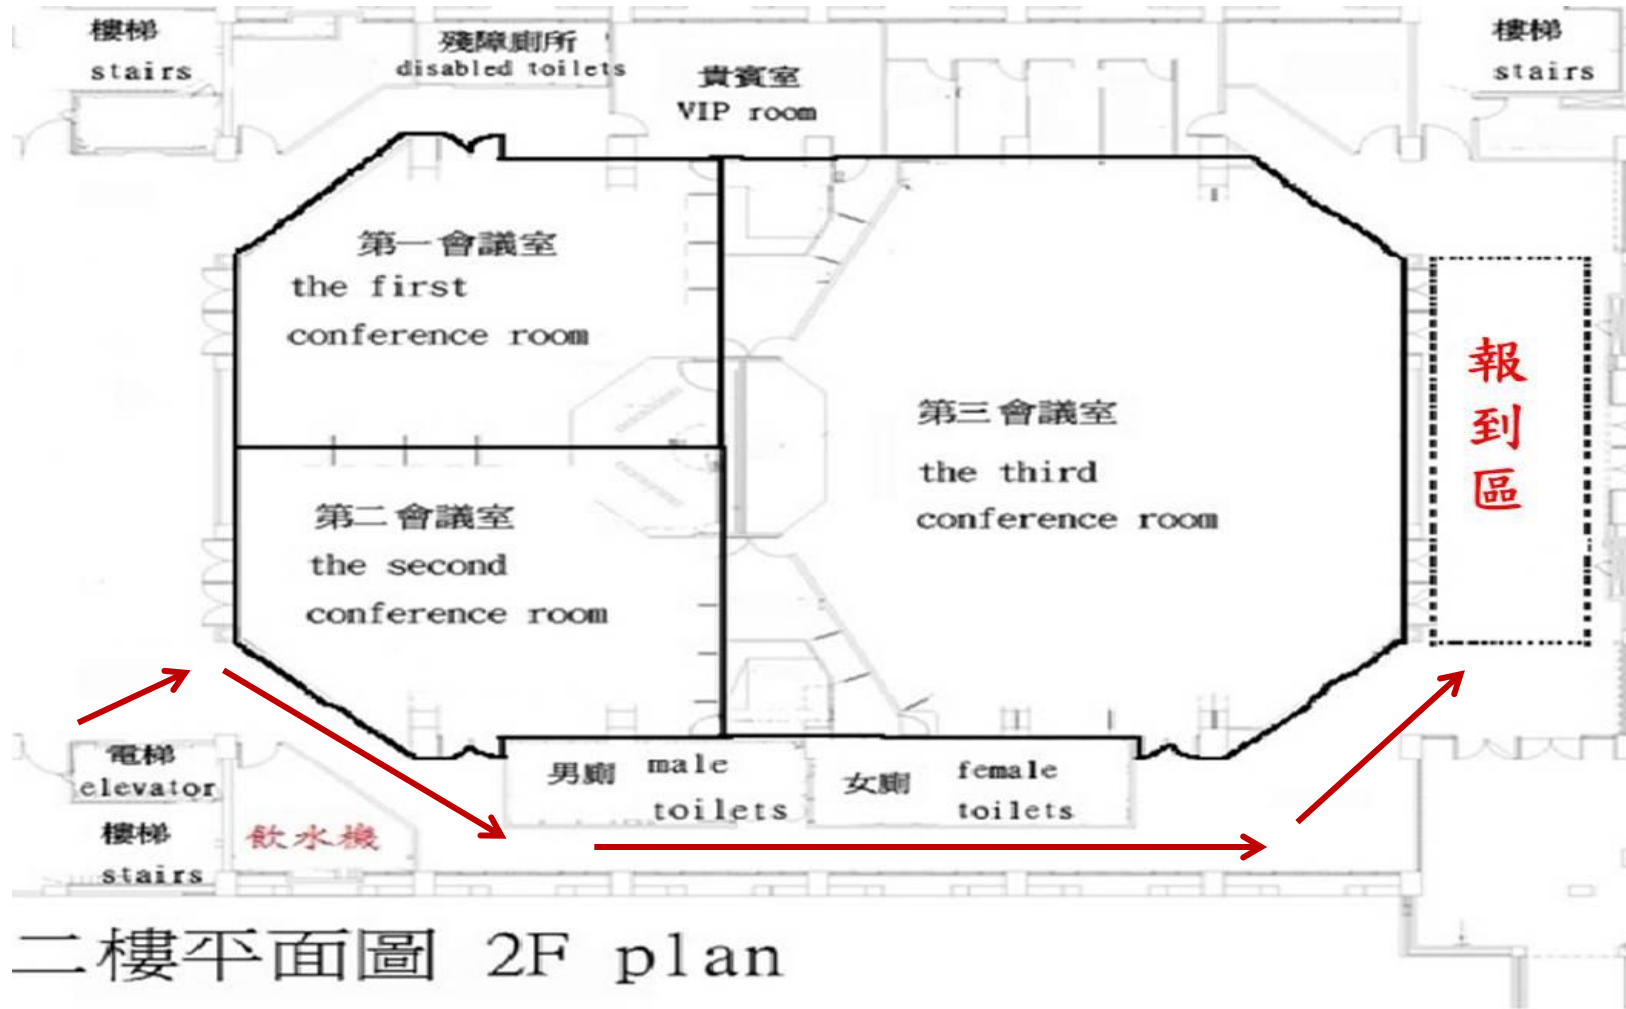 樓梯
stairs
殘障廁所
disabled toilets
貴賓室
VIP room
樓梯
stairs
第一會議室
the first
conference room
第三會議室
the third
conference room
報
到
區
第二會議室
the second
conference room
電梯
elevator
樓梯
stairs
飲水機
男廁 male
toilets
女廁 female
toilets
二樓平面圖 2F plan